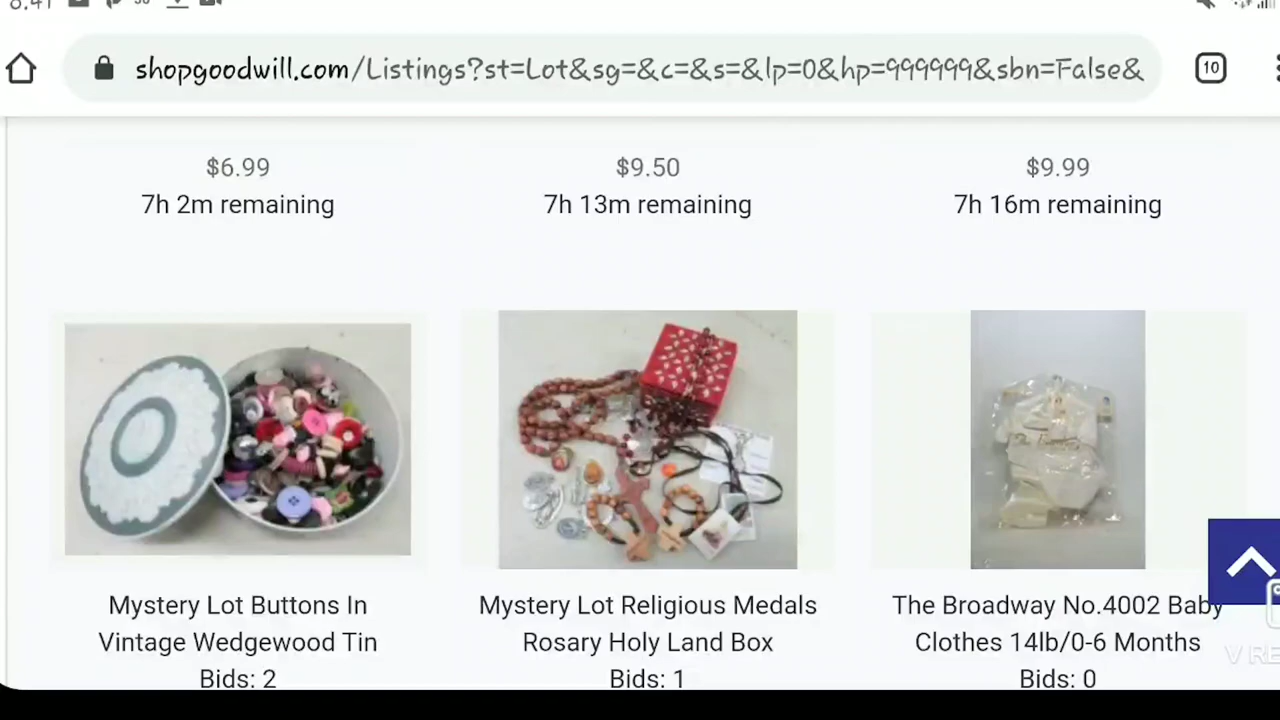 8:41
shopgoodwill.com/Listings?st=Lot&sg=&c=&s=&lp=0&hp=999999&sbn=False&
10
$6.99
$9.50
$9.99
7h 2m remaining
7h 13m remaining
7h 16m remaining
Mystery Lot Buttons In
Vintage Wedgewood Tin
Bids: 2
Mystery Lot Religious Medals
Rosary Holy Land Box
Bids: 1
The Broadway No.4002 Baby
Clothes 14lb/0-6 Months
Bids: 0
V RE